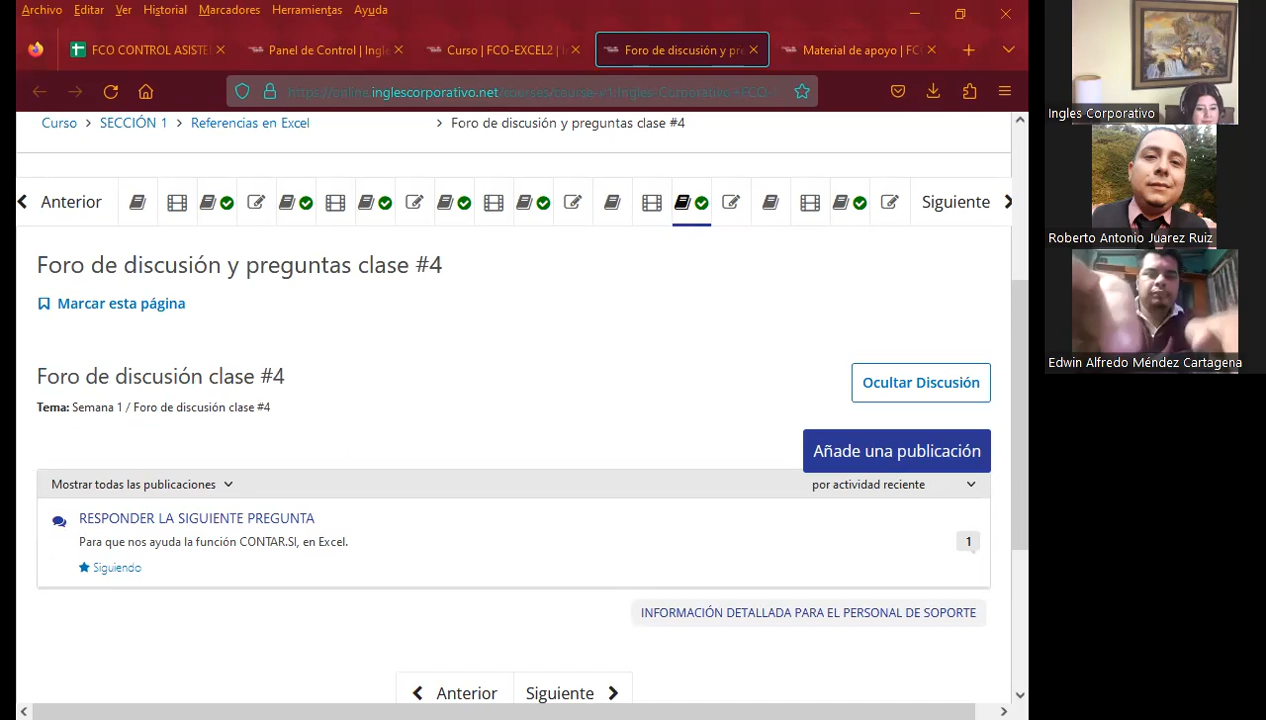 Archivo Editar Ver Historial Marcadores Herramientas Ayuda
FCO CONTROL ASISTE
Panel de Control | Ingle
Curso | FCO-EXCEL2 | I
Foro de discusión y pre
Material de apoyo | FC
inglescorporativo.net
Curso > SECCIÓN 1 > Referencias en Excel > Foro de discusión y preguntas clase #4
Anterior
Siguiente
Foro de discusión y preguntas clase #4
Marcar esta página
Foro de discusión clase #4
Ocultar Discusión
Tema: Semana 1 / Foro de discusión clase #4
Añade una publicación
Mostrar todas las publicaciones
por actividad reciente
RESPONDER LA SIGUIENTE PREGUNTA
Para que nos ayuda la función CONTAR.SI, en Excel.
1
Siguiendo
INFORMACIÓN DETALLADA PARA EL PERSONAL DE SOPORTE
Anterior
Siguiente
Ingles Corporativo
Roberto Antonio Juarez Ruiz
Edwin Alfredo Méndez Cartagena